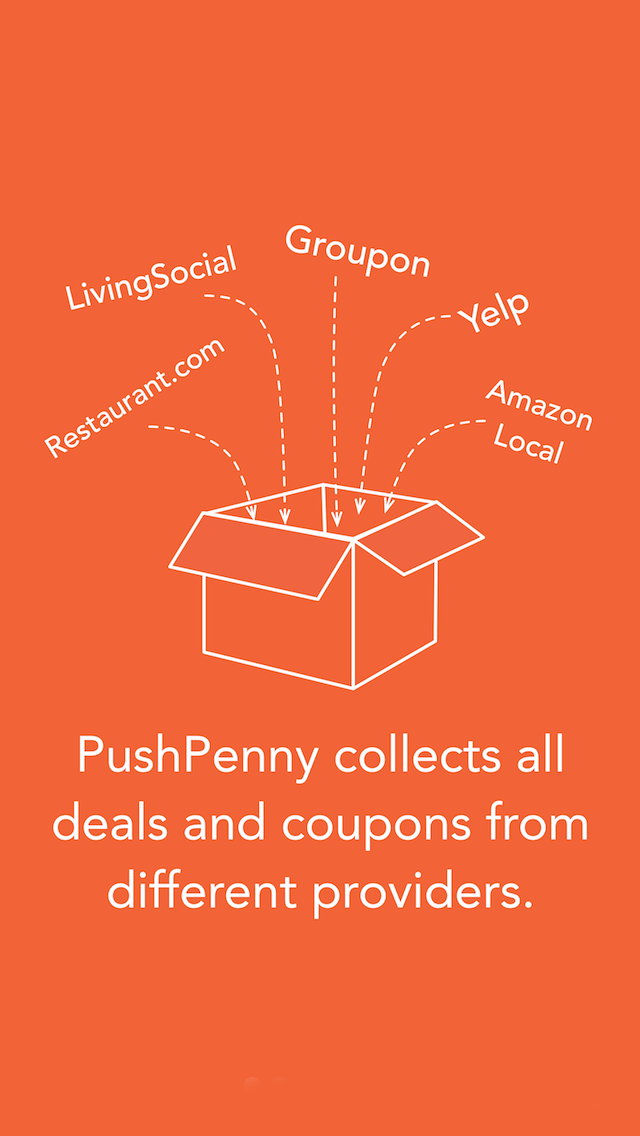 Groupon
LivingSocial
Yelp
Restaurant.com
Amazon
Local
PushPenny collects all
deals and coupons from
different providers.